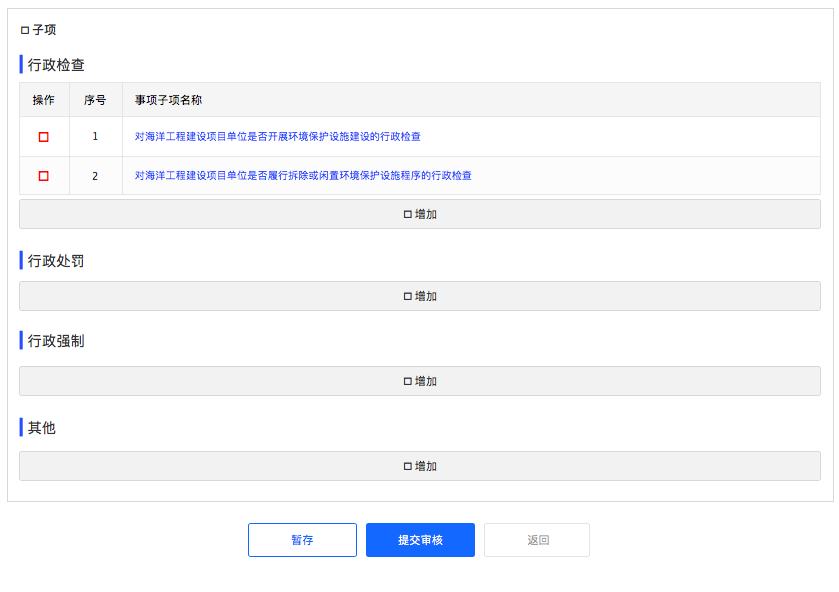 子项
行政检查
操作 序号 事项子项名称
1 对海洋工程建设项目单位是否开展环境保护设施建设的行政检查
2 对海洋工程建设项目单位是否履行拆除或闲置环境保护设施程序的行政检查
增加
行政处罚
增加
行政强制
增加
其他
增加
暂存 提交审核 返回